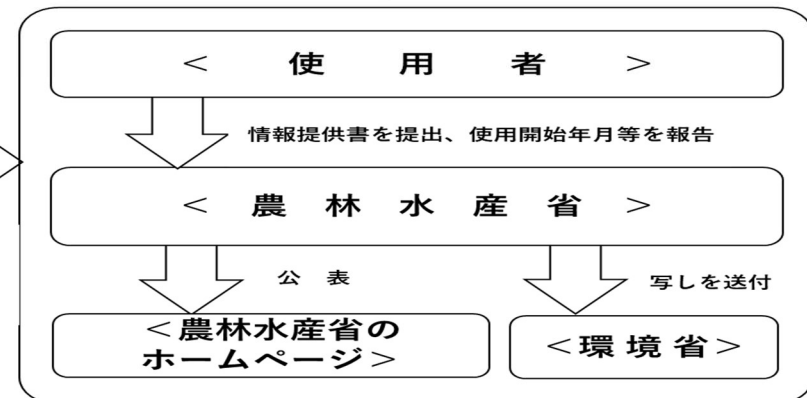 ＜ 使 用 者 ＞
情報提供書を提出、使用開始年月等を報告
＜ 農 林 水 産 省 ＞
公 表
写しを送付
＜農林水産省の
ホームページ＞
＜環 境 省＞